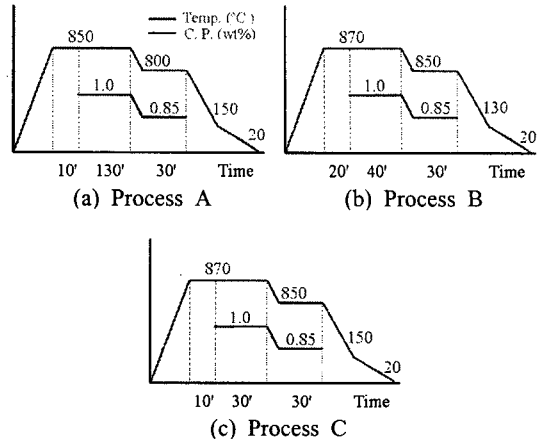 Temp. (°C)
C. P. (wt%)
850
800
1.0
0.85
150
20
10' 130' 30' Time
(a) Process A
870
850
1.0
0.85
130
20
20' 40' 30' Time
(b) Process B
870
850
1.0
0.85
150
20
10' 30' 30' Time
(c) Process C